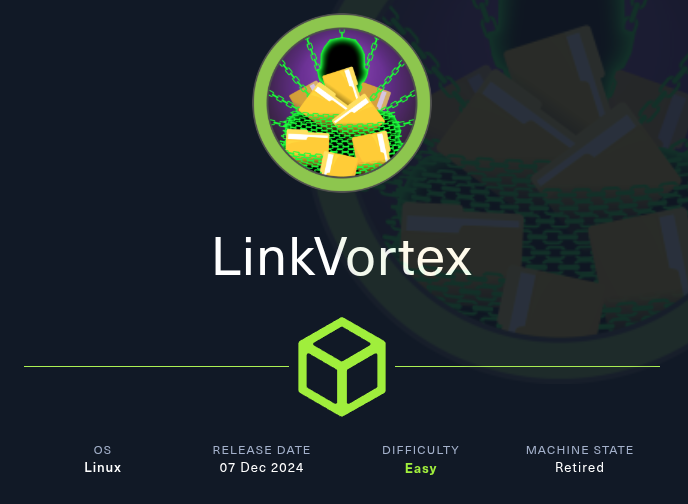 LinkVortex
OS RELEASE DATE DIFFICULTY MACHINE STATE
Linux 07 Dec 2024 Easy Retired